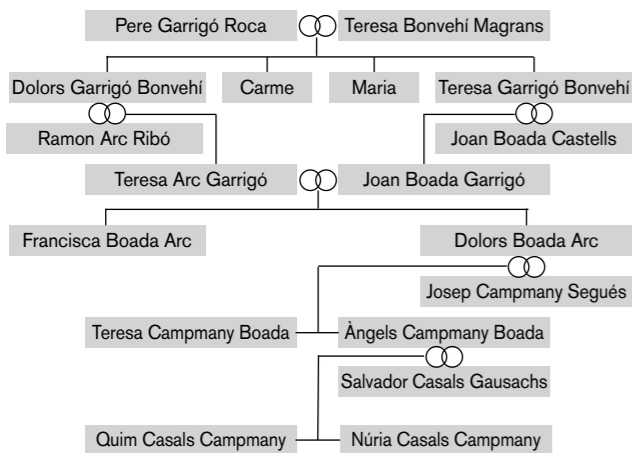 Pere Garrigó Roca
Teresa Bonvehí Magrans
Dolors Garrigó Bonvehí
Carme
Maria
Teresa Garrigó Bonvehí
Ramon Arc Ribó
Joan Boada Castells
Teresa Arc Garrigó
Joan Boada Garrigó
Francisca Boada Arc
Dolors Boada Arc
Josep Campmany Segués
Teresa Campmany Boada
Àngels Campmany Boada
Salvador Casals Gausachs
Quim Casals Campmany
Núria Casals Campmany